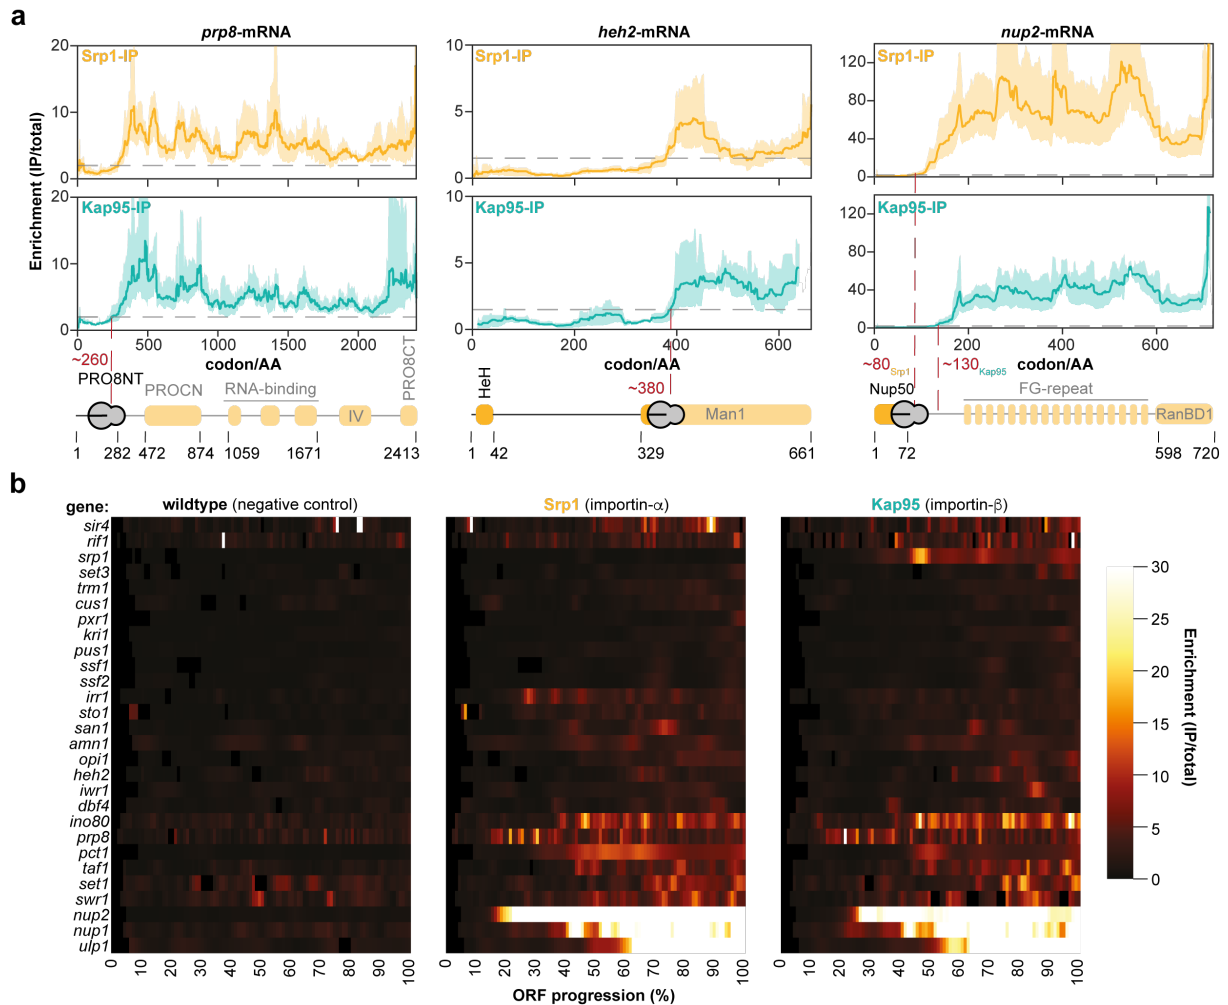 a
prp8-mRNA
heh2-mRNA
nup2-mRNA
Enrichment (IP/total)
20
10
0
Srp1-IP
10
5
0
Srp1-IP
120
80
40
0
Srp1-IP
20
10
0
Kap95-IP
10
5
0
Kap95-IP
120
80
40
0
Kap95-IP
0 500 1000 1500 2000
0 200 400 600
0 200 400 600
codon/AA
codon/AA
codon/AA
~260
PRO8NT
PROCN
RNA-binding
IV
PRO8CT
1 282 472 874 1059 1671 2413
HeH
~380
Man1
1 42 329 661
~80 Srp1
~130 Kap95
Nup50
FG-repeat
RanBD1
1 72 598 720
b
gene:
wildtype (negative control)
Srp1 (importin-α)
Kap95 (importin-β)
sir4
rif1
srp1
set3
trm1
cus1
pxr1
kri1
pus1
ssf1
ssf2
irr1
sto1
san1
amn1
opi1
heh2
iwr1
dbf4
ino80
prp8
pct1
taf1
set1
swr1
nup2
nup1
ulp1
0 10 20 30 40 50 60 70 80 90 100
0 10 20 30 40 50 60 70 80 90 100
0 10 20 30 40 50 60 70 80 90 100
ORF progression (%)
30
25
20
15
10
5
0
Enrichment (IP/total)